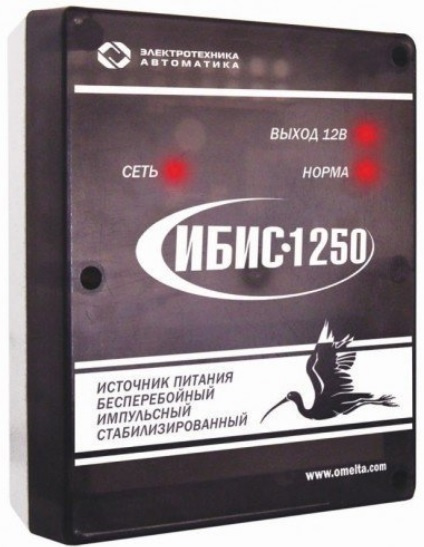 ЭЛЕКТРОТЕХНИКА
АВТОМАТИКА
ВЫХОД 12В
СЕТЬ
НОРМА
ИБИС·1250
ИСТОЧНИК ПИТАНИЯ
БЕСПЕРЕБОЙНЫЙ
ИМПУЛЬСНЫЙ
СТАБИЛИЗИРОВАННЫЙ
www.omelta.com